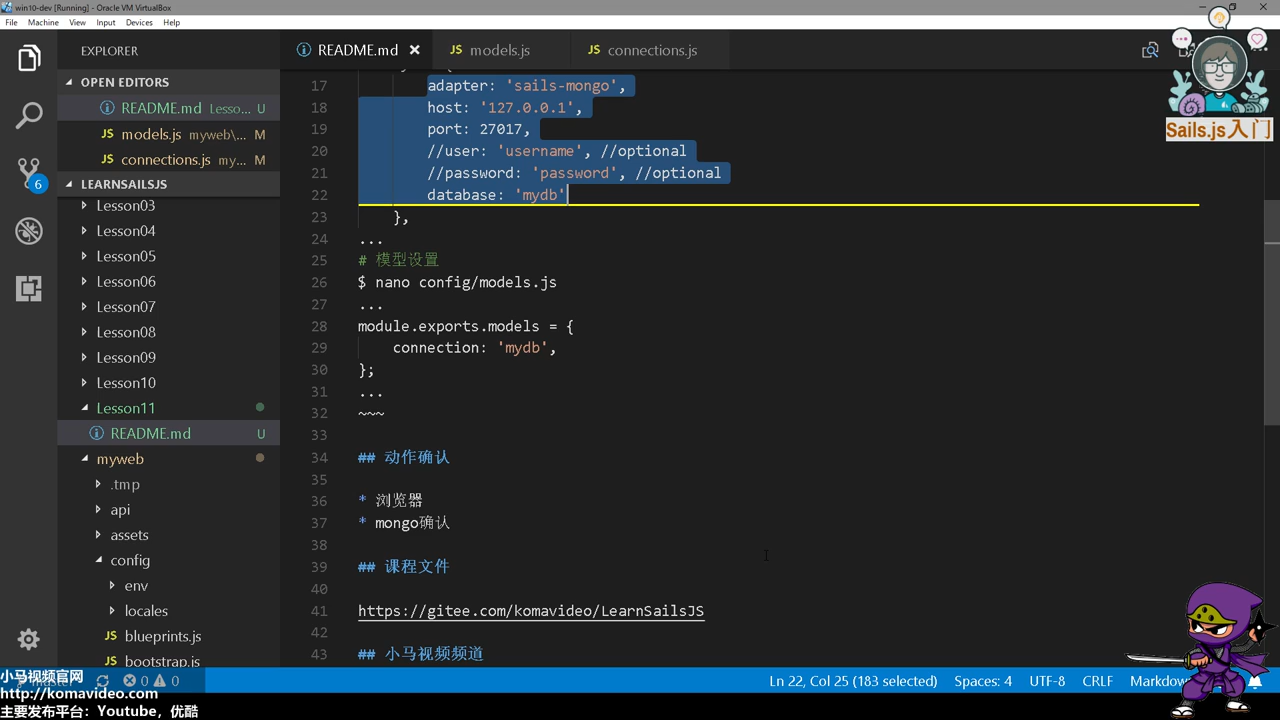 win10-dev [Running] - Oracle VM VirtualBox
File Machine View Input Devices Help
EXPLORER
README.md
models.js
connections.js
OPEN EDITORS
README.md Lesso... U
models.js myweb\... M
connections.js my... M
LEARNSAILSJS
Lesson03
Lesson04
Lesson05
Lesson06
Lesson07
Lesson08
Lesson09
Lesson10
Lesson11
README.md U
myweb
.tmp
api
assets
config
env
locales
blueprints.js
bootstrap.js
6
17 adapter: 'sails-mongo',
18 host: '127.0.0.1',
19 port: 27017,
20 //user: 'username', //optional
21 //password: 'password', //optional
22 database: 'mydb'
23 },
24 ...
25 # 模型设置
26 $ nano config/models.js
27 ...
28 module.exports.models = {
29 connection: 'mydb',
30 };
31 ...
32 ~~~
33
34 ## 动作确认
35
36 * 浏览器
37 * mongo确认
38
39 ## 课程文件
40
41 https://gitee.com/komavideo/LearnSailsJS
42
43 ## 小马视频频道
Sails.js入门
小马视频官网
http://komavideo.com
主要发布平台：Youtube，优酷
0 0
Ln 22, Col 25 (183 selected) Spaces: 4 UTF-8 CRLF Markdow